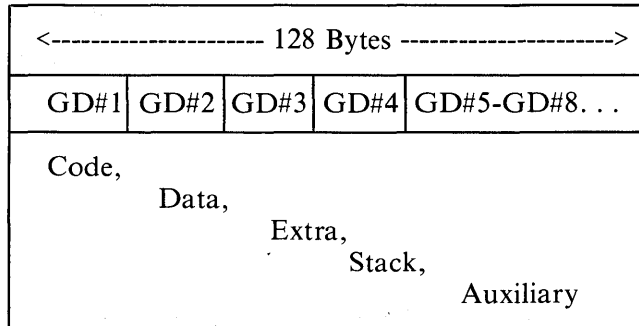 <---------------------- 128 Bytes ----------------------->
GD#1 GD#2 GD#3 GD#4 GD#5-GD#8. . .
Code,
Data,
Extra,
Stack,
Auxiliary